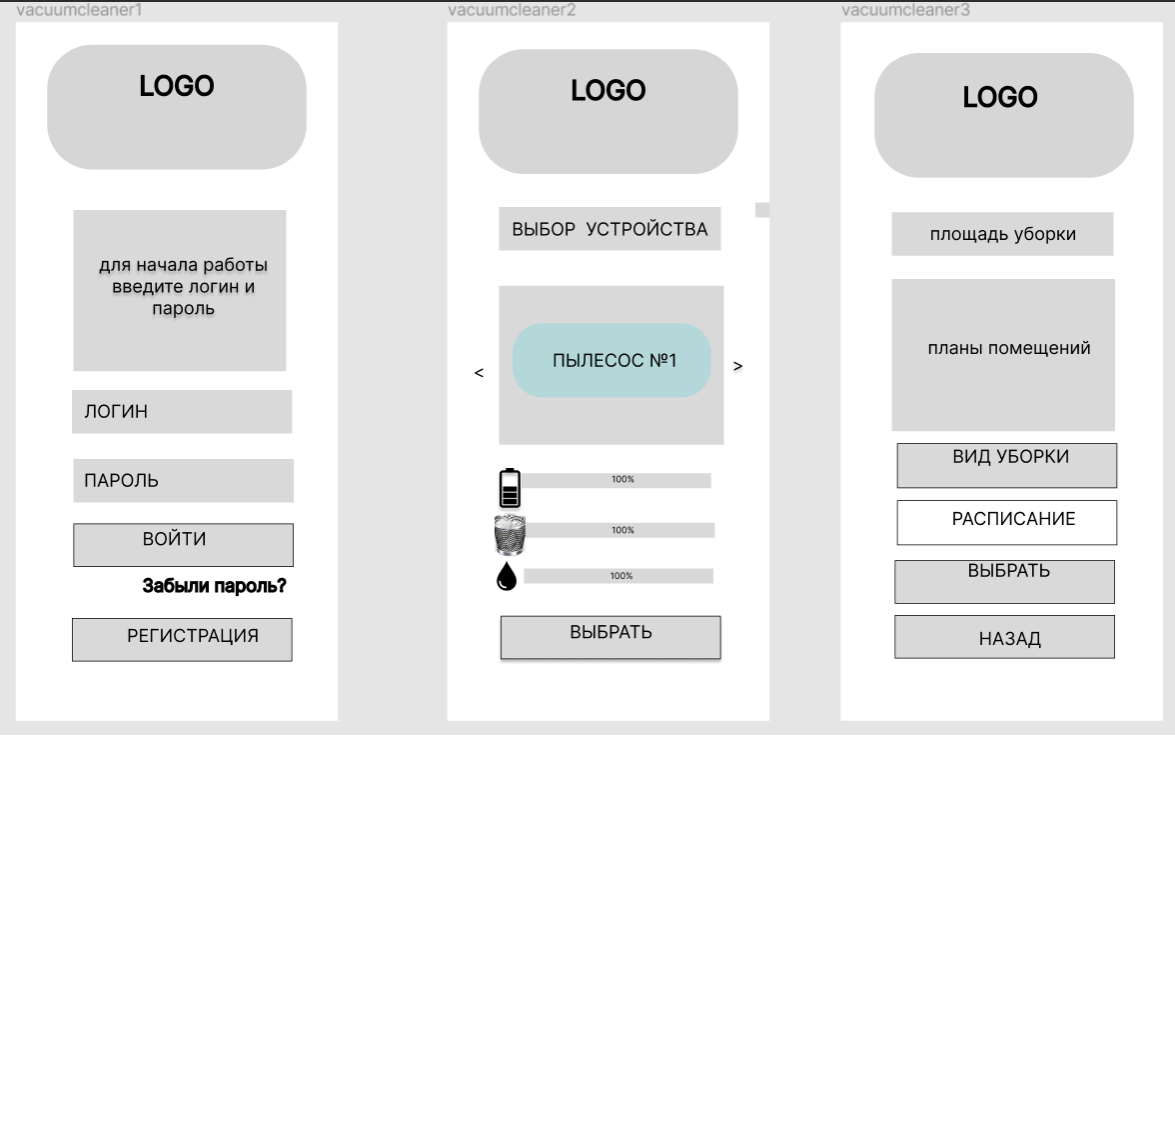 vacuumcleaner1
LOGO
для начала работы
введите логин и
пароль
ЛОГИН
ПАРОЛЬ
ВОЙТИ
Забыли пароль?
РЕГИСТРАЦИЯ
vacuumcleaner2
LOGO
ВЫБОР УСТРОЙСТВА
< ПЫЛЕСОС №1 >
100%
100%
100%
ВЫБРАТЬ
vacuumcleaner3
LOGO
площадь уборки
планы помещений
ВИД УБОРКИ
РАСПИСАНИЕ
ВЫБРАТЬ
НАЗАД